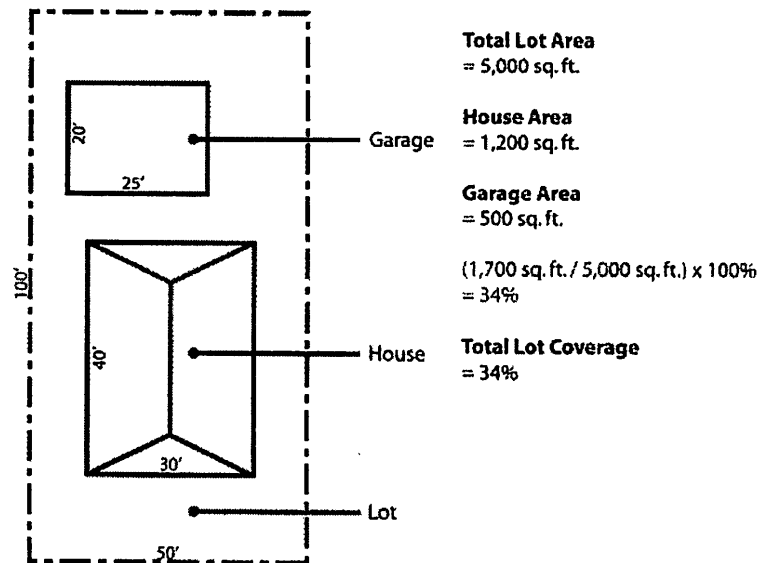 Total Lot Area
= 5,000 sq. ft.
20'
Garage
House Area
= 1,200 sq. ft.
25'
Garage Area
= 500 sq. ft.
(1,700 sq. ft. / 5,000 sq. ft.) x 100%
= 34%
100'
40'
House
Total Lot Coverage
= 34%
30'
Lot
50'